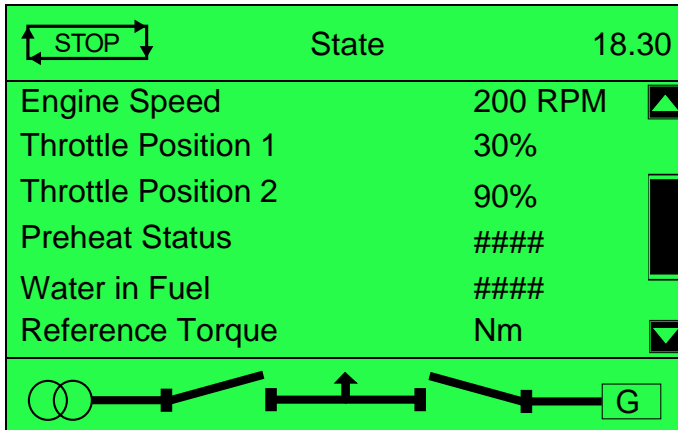 STOP State 18.30
Engine Speed 200 RPM
Throttle Position 1 30%
Throttle Position 2 90%
Preheat Status ####
Water in Fuel ####
Reference Torque Nm
G